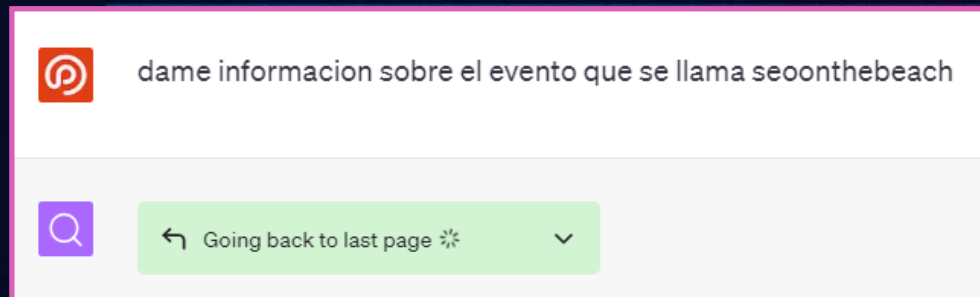 dame informacion sobre el evento que se llama seoonthebeach
Going back to last page